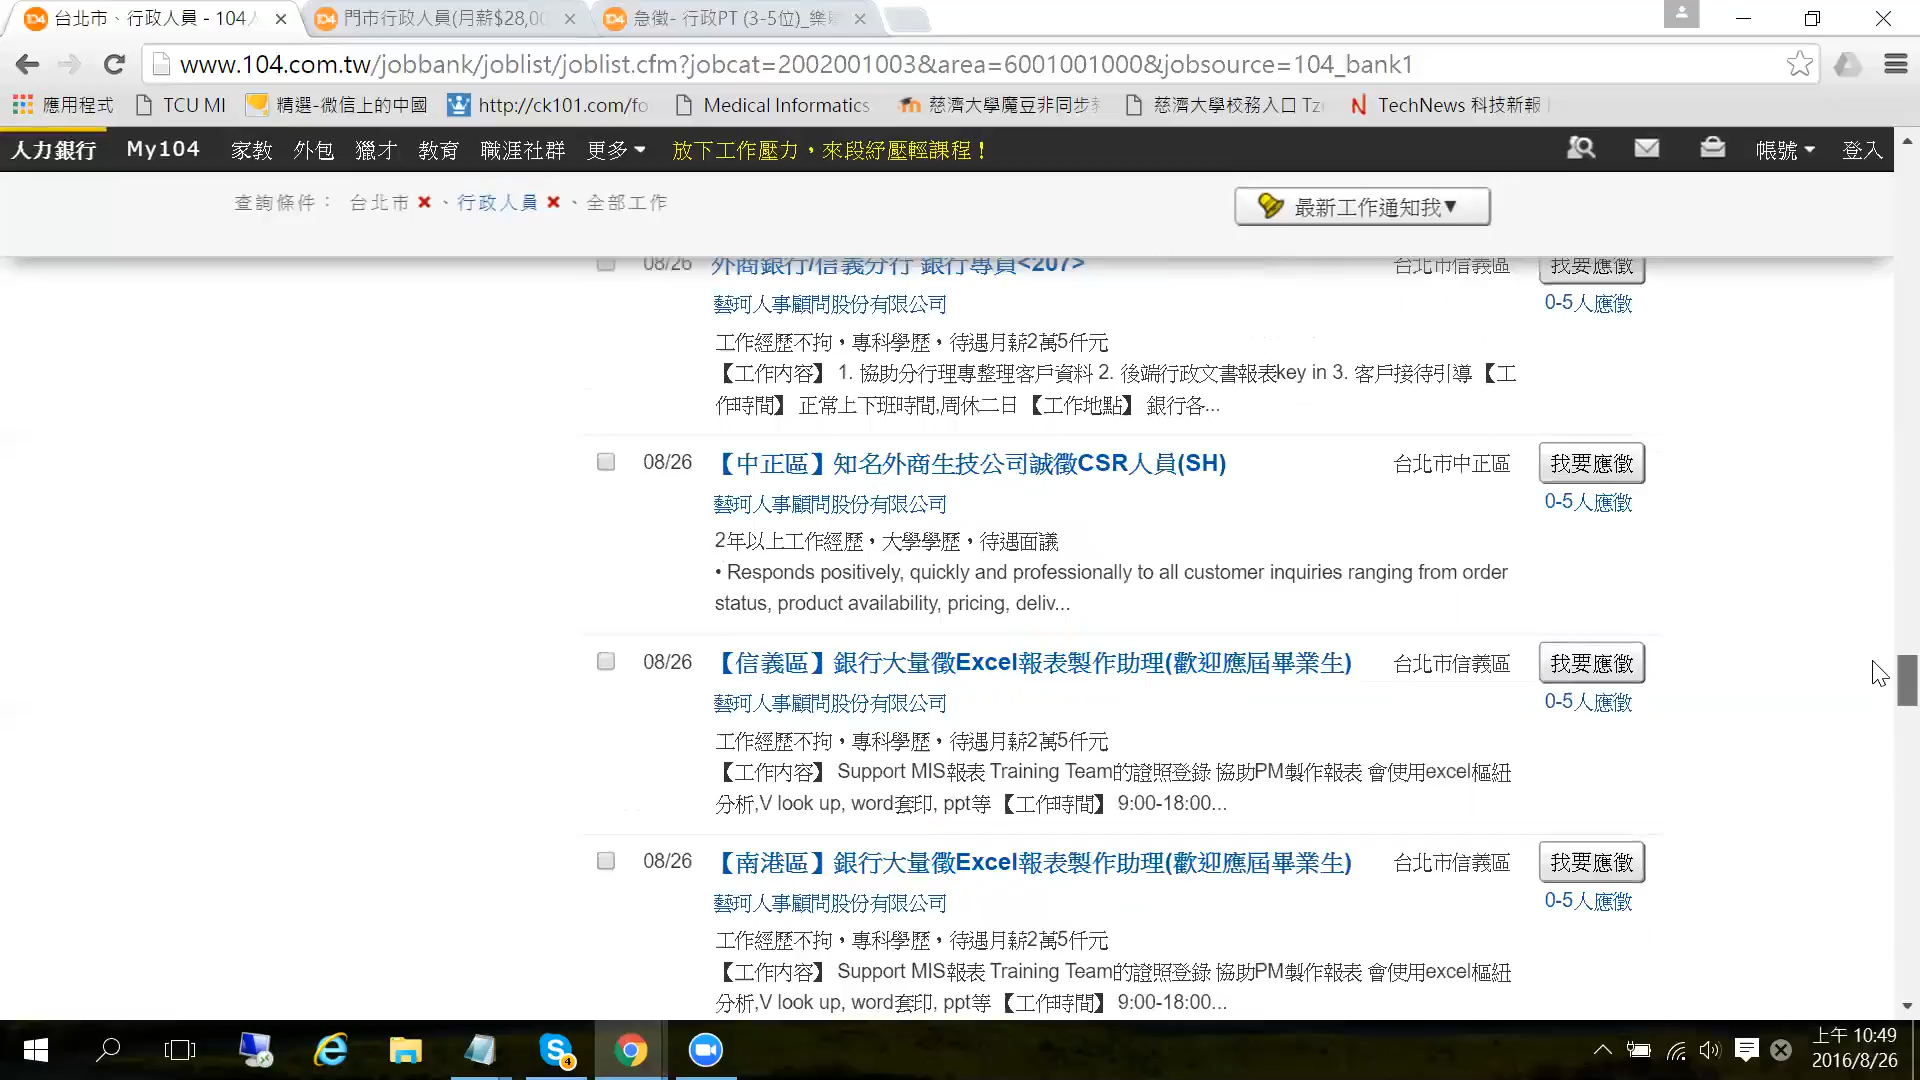 台北市、行政人員 - 104
門市行政人員(月薪$28,00
急徵- 行政PT (3-5位)_樂
www.104.com.tw/jobbank/joblist/joblist.cfm?jobcat=2002001003&area=6001001000&jobsource=104_bank1
應用程式
TCU MI
精選-微信上的中國
http://ck101.com/fo
Medical Informatics
慈濟大學魔豆非同步
慈濟大學校務入口 Tz
TechNews 科技新報
人力銀行 My104 家教 外包 獵才 教育 職涯社群 更多 放下工作壓力，來段紓壓輕課程！ 帳號 登入
查詢條件： 台北市 ✖ 、行政人員 ✖ 、全部工作
最新工作通知我▼
08/26 外商銀行/信義分行 銀行專員<207> 台北市信義區 我要應徵
藝珂人事顧問股份有限公司 0-5人應徵
工作經歷不拘，專科學歷，待遇月薪2萬5仟元
【工作內容】 1. 協助分行理專整理客戶資料 2. 後端行政文書報表key in 3. 客戶接待引導 【工
作時間】 正常上下班時間,周休二日 【工作地點】 銀行各...
08/26 【中正區】知名外商生技公司誠徵CSR人員(SH) 台北市中正區 我要應徵
藝珂人事顧問股份有限公司 0-5人應徵
2年以上工作經歷，大學學歷，待遇面議
• Responds positively, quickly and professionally to all customer inquiries ranging from order
status, product availability, pricing, deliv...
08/26 【信義區】銀行大量徵Excel報表製作助理(歡迎應屆畢業生) 台北市信義區 我要應徵
藝珂人事顧問股份有限公司 0-5人應徵
工作經歷不拘，專科學歷，待遇月薪2萬5仟元
【工作內容】 Support MIS報表 Training Team的證照登錄 協助PM製作報表 會使用excel樞紐
分析,V look up, word套印, ppt等 【工作時間】 9:00-18:00...
08/26 【南港區】銀行大量徵Excel報表製作助理(歡迎應屆畢業生) 台北市信義區 我要應徵
藝珂人事顧問股份有限公司 0-5人應徵
工作經歷不拘，專科學歷，待遇月薪2萬5仟元
【工作內容】 Support MIS報表 Training Team的證照登錄 協助PM製作報表 會使用excel樞紐
分析,V look up, word套印, ppt等 【工作時間】 9:00-18:00...
4
上午 10:49
2016/8/26